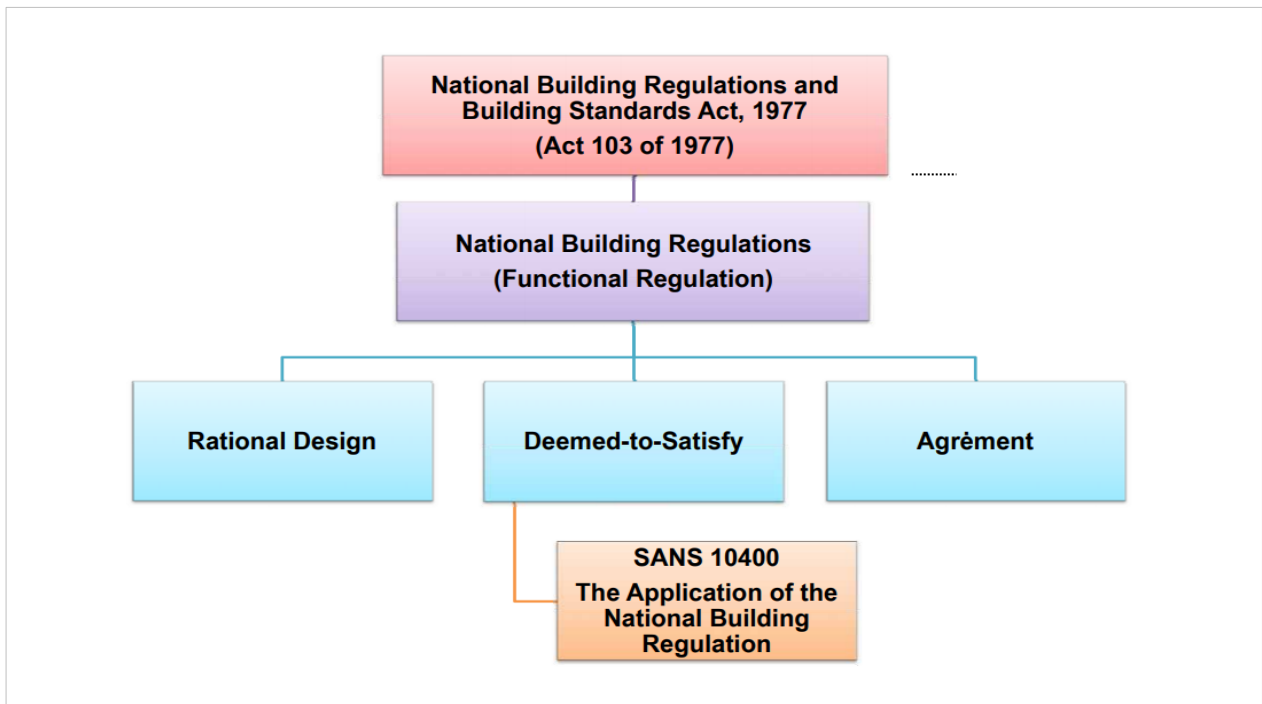 National Building Regulations and
Building Standards Act, 1977
(Act 103 of 1977)
National Building Regulations
(Functional Regulation)
Rational Design
Deemed-to-Satisfy
Agrėment
SANS 10400
The Application of the
National Building
Regulation